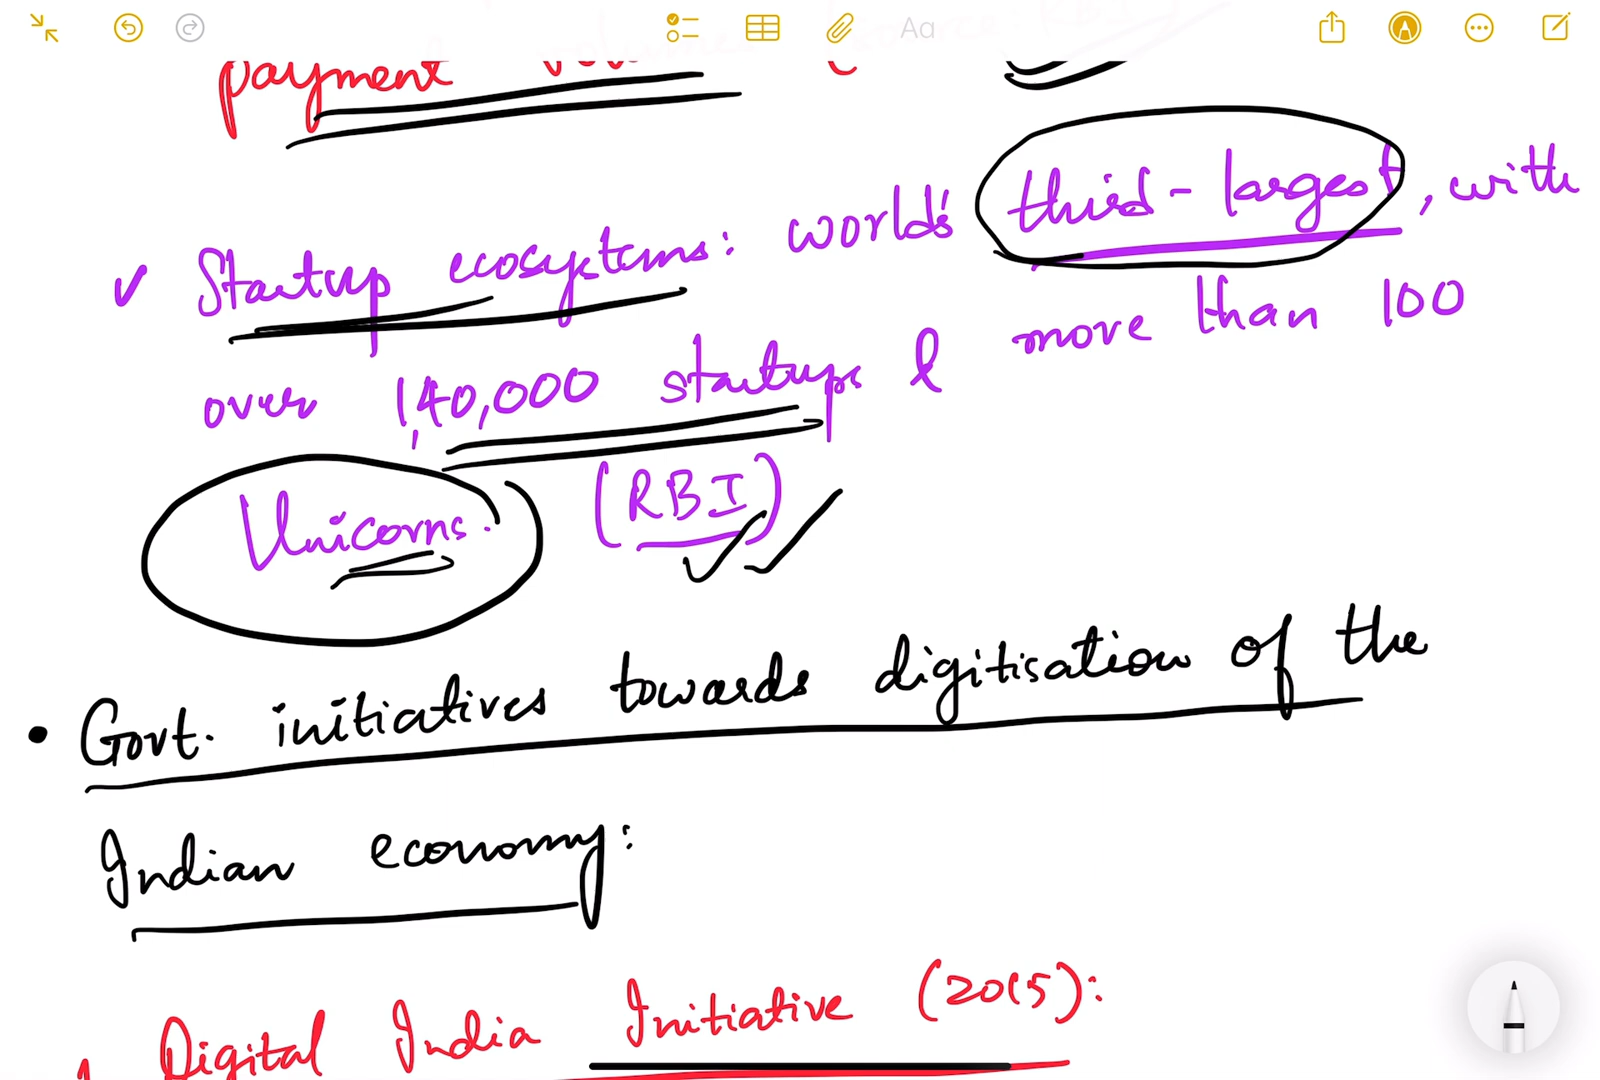 Aa
payment
✓ Startup ecosystems: world's third-largest, with
over 1,40,000 startups & more than 100
Unicorns. (RBI)
• Govt. initiatives towards digitisation of the
Indian economy:
Digital India Initiative (2015):